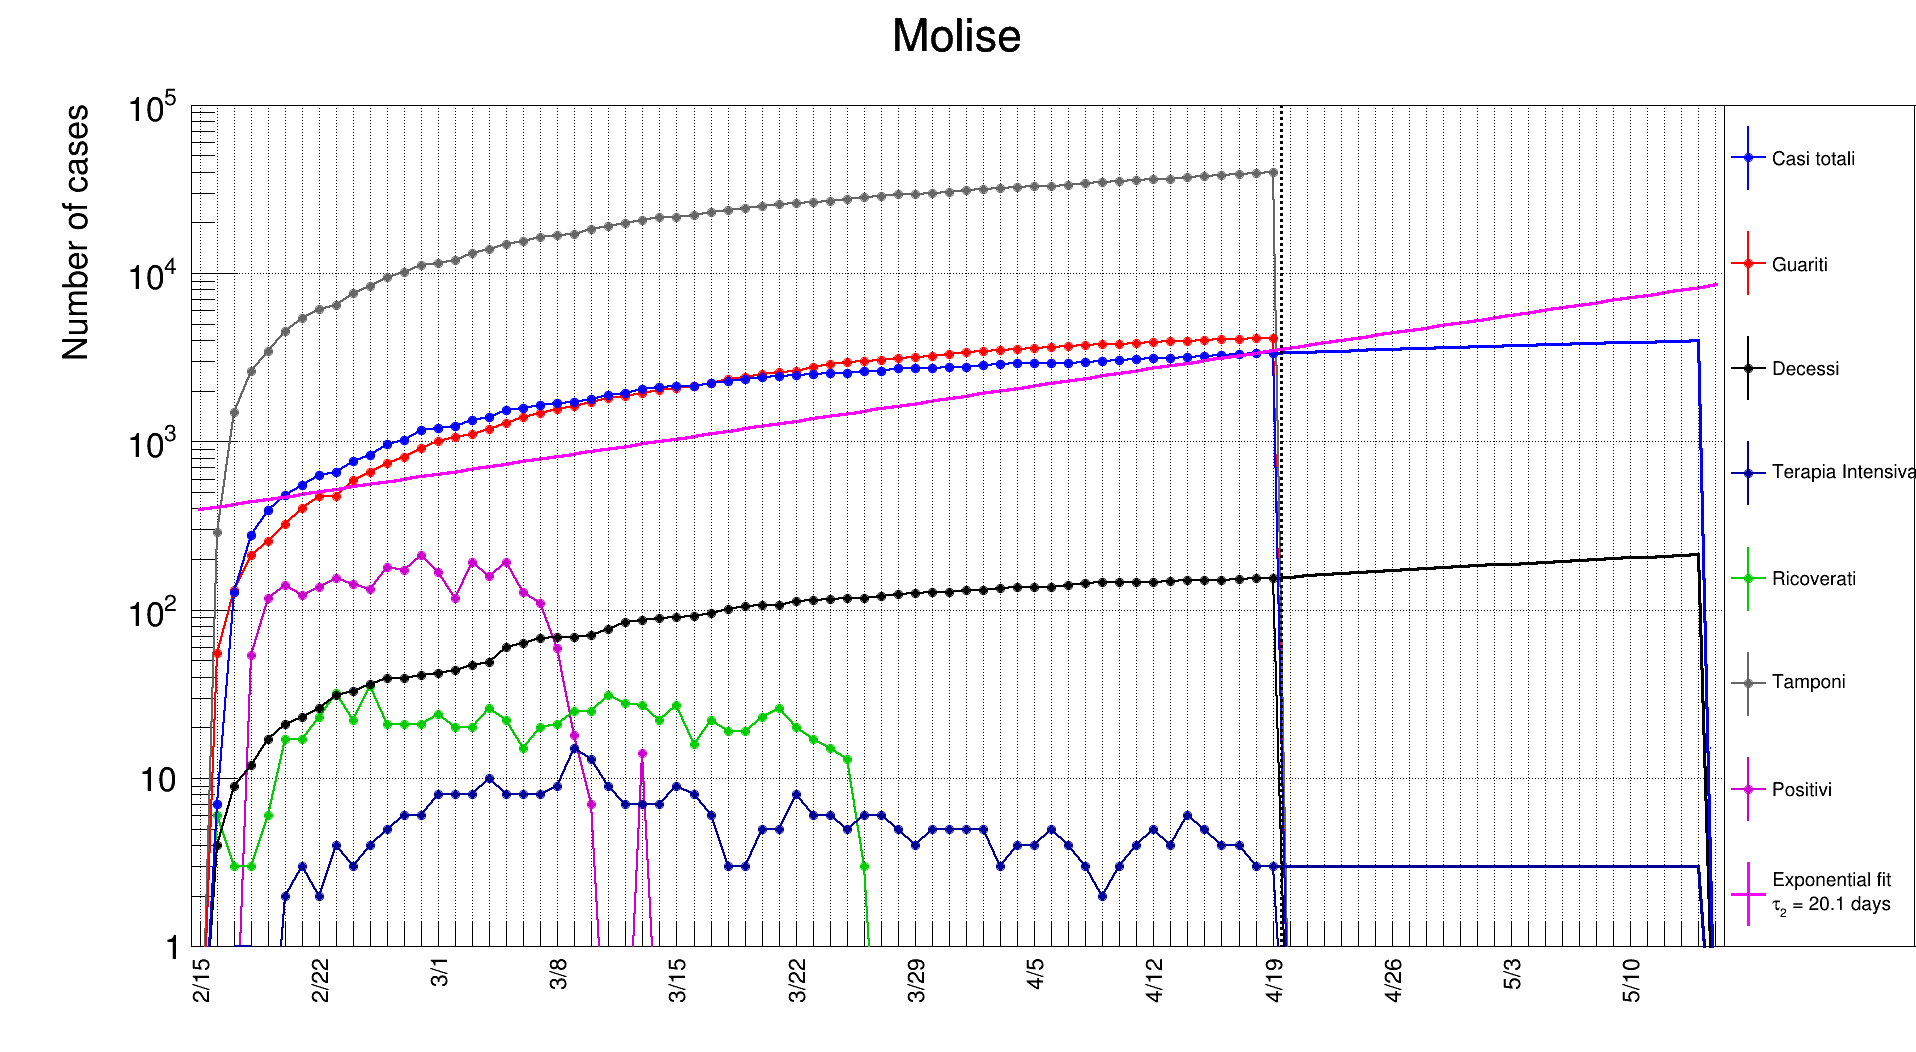 Molise
Number of cases
10^5
10^4
10^3
10^2
10
1
2/15 2/22 3/1 3/8 3/15 3/22 3/29 4/5 4/12 4/19 4/26 5/3 5/10
Casi totali
Guariti
Decessi
Terapia Intensiva
Ricoverati
Tamponi
Positivi
Exponential fit
τ_2 = 20.1 days